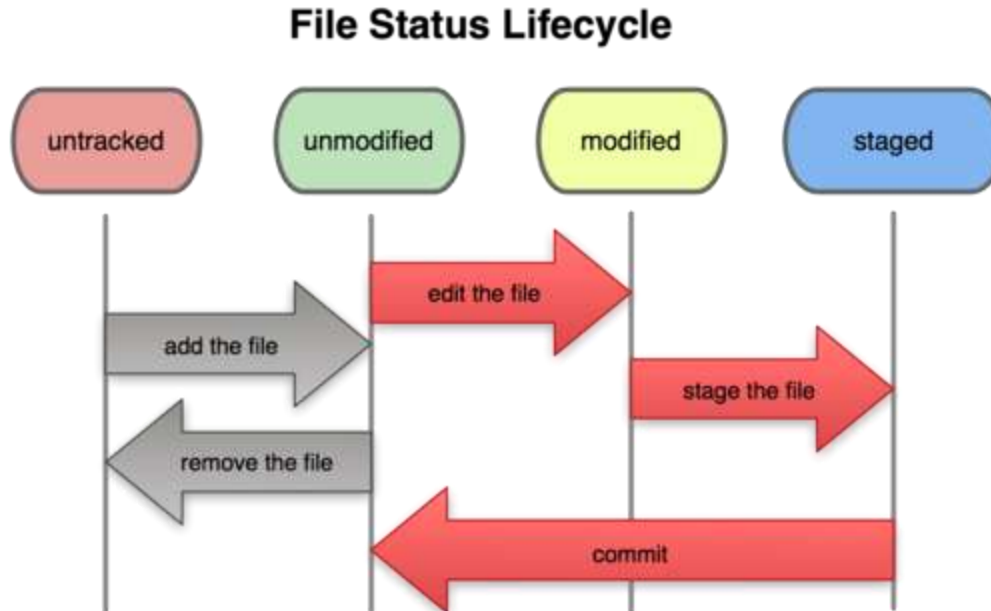 File Status Lifecycle
untracked
unmodified
modified
staged
edit the file
add the file
stage the file
remove the file
commit